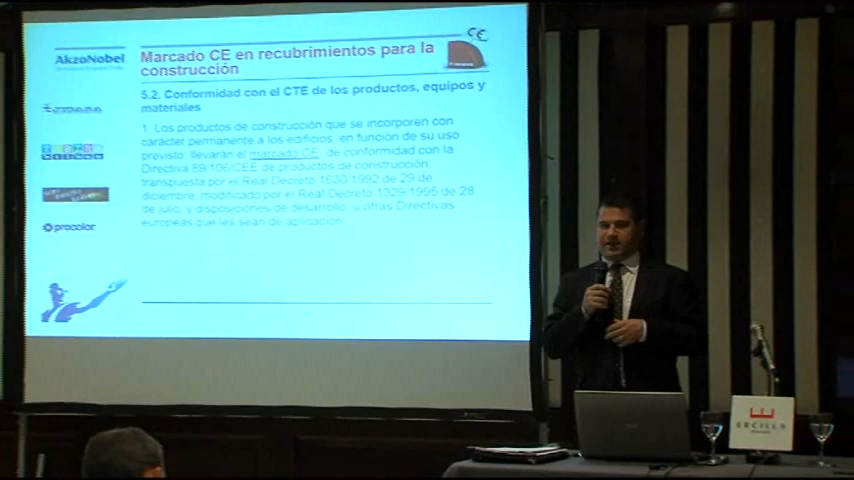 AkzoNobel
CE
Marcado CE en recubrimientos para la
construcción
5.2. Conformidad con el CTE de los productos, equipos y
materiales
1 Los productos de construcción que se incorporen con
carácter permanente a los edificios, en función de su uso
previsto, llevarán el marcado CE, de conformidad con la
Directiva 89/106/CEE de productos de construcción,
transpuesta por el Real Decreto 1630/1992 de 29 de
diciembre, modificado por el Real Decreto 1329/1995 de 28
de julio, y disposiciones de desarrollo, u otras Directivas
europeas que les sean de aplicación.
procolor
ERCILLA